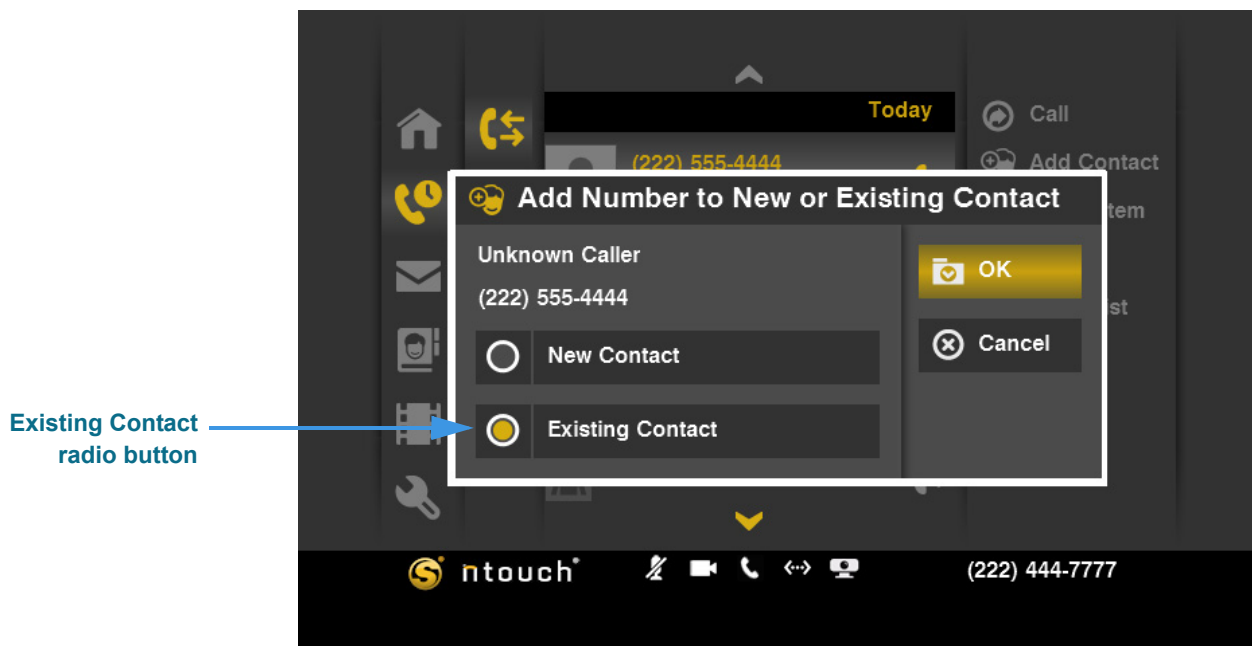 Today
Call
(222) 555-4444
Add Contact
Add Number to New or Existing Contact
tem
Unknown Caller
OK
(222) 555-4444
st
New Contact
Cancel
Existing Contact
radio button
Existing Contact
ntouch®
(222) 444-7777